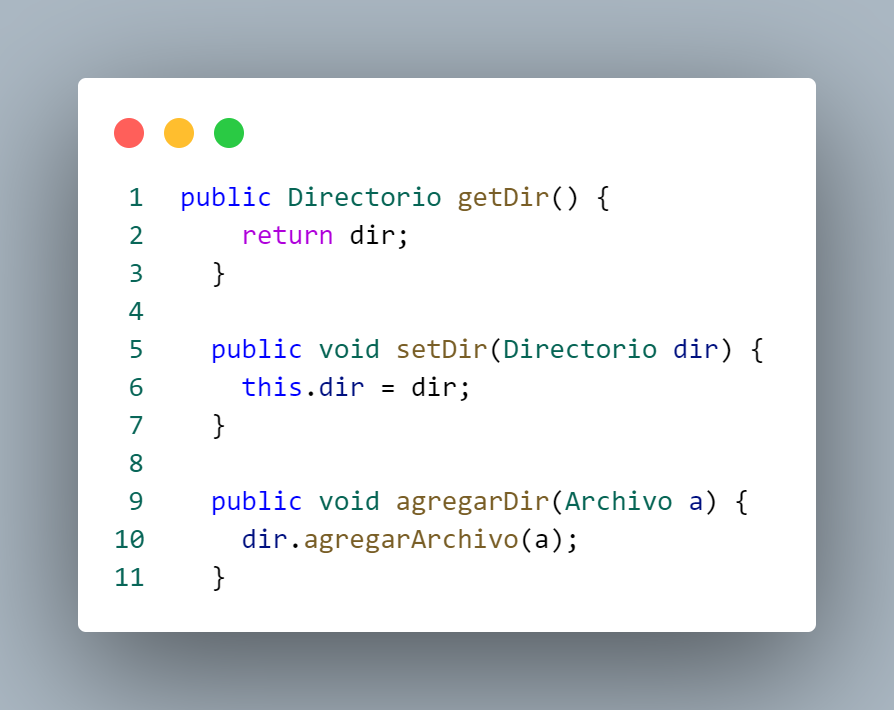 1 public Directorio getDir() {
2     return dir;
3   }
4
5   public void setDir(Directorio dir) {
6     this.dir = dir;
7   }
8
9   public void agregarDir(Archivo a) {
10     dir.agregarArchivo(a);
11   }